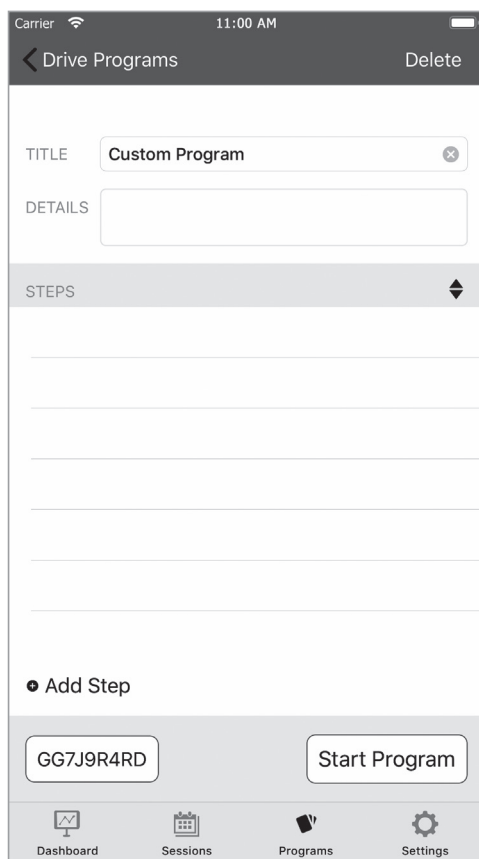 Carrier 11:00 AM
Drive Programs Delete
TITLE Custom Program
DETAILS
STEPS
Add Step
GG7J9R4RD Start Program
Dashboard Sessions Programs Settings